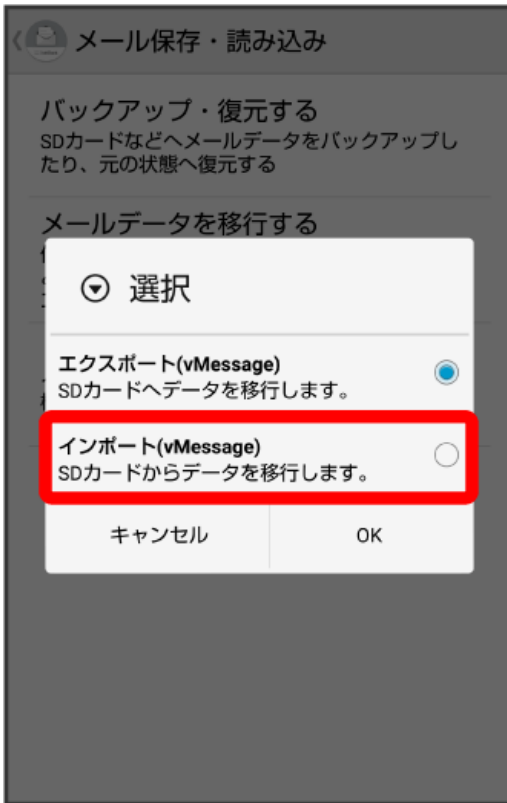 メール保存・読み込み
バックアップ・復元する
SDカードなどへメールデータをバックアップし
たり、元の状態へ復元する
メールデータを移行する
選択
エクスポート(vMessage)
SDカードへデータを移行します。
インポート(vMessage)
SDカードからデータを移行します。
キャンセル
OK